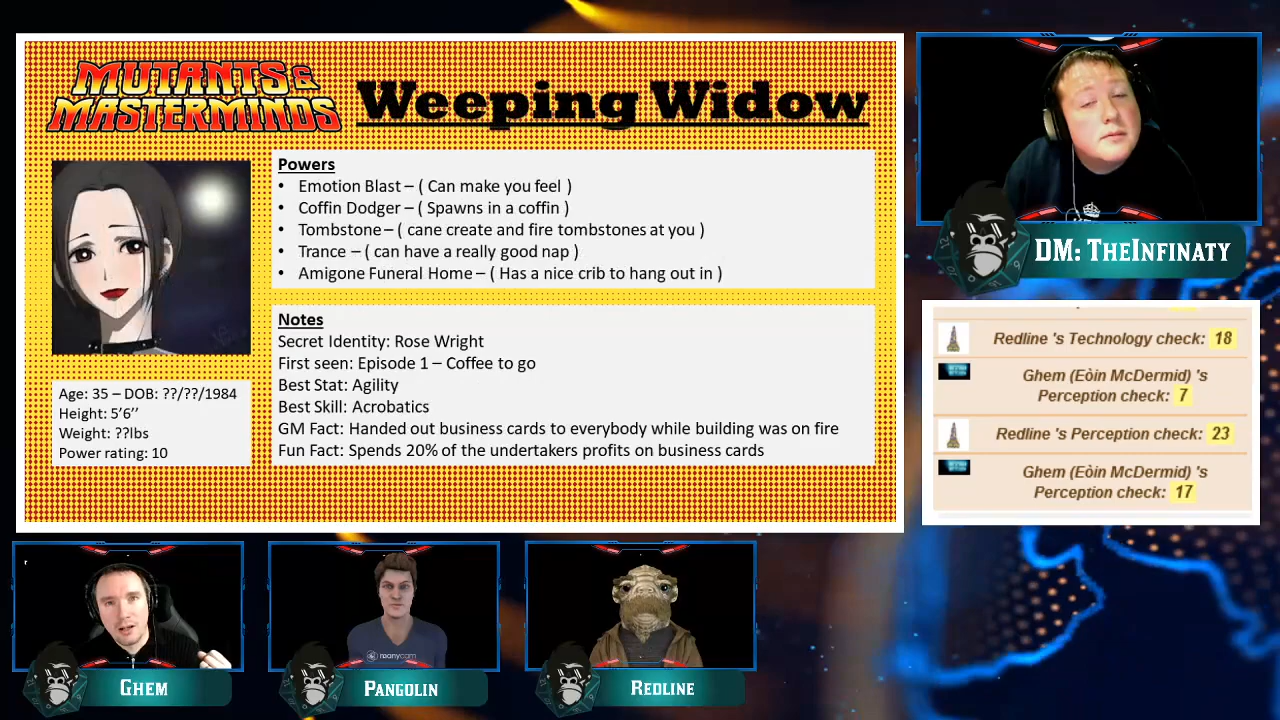 MUTANTS &
MASTERMINDS
Weeping Widow
Powers
• Emotion Blast – ( Can make you feel )
• Coffin Dodger – ( Spawns in a coffin )
• Tombstone – ( cane create and fire tombstones at you )
• Trance – ( can have a really good nap )
• Amigone Funeral Home – ( Has a nice crib to hang out in )
Notes
Secret Identity: Rose Wright
First seen: Episode 1 – Coffee to go
Best Stat: Agility
Best Skill: Acrobatics
GM Fact: Handed out business cards to everybody while building was on fire
Fun Fact: Spends 20% of the undertakers profits on business cards
Age: 35 – DOB: ??/??/1984
Height: 5’6’’
Weight: ??lbs
Power rating: 10
DM: TheInfinaty
Redline 's Technology check: 18
Ghem (Eòin McDermid) 's
Perception check: 7
Redline 's Perception check: 23
Ghem (Eòin McDermid) 's
Perception check: 17
manycam
Ghem
Pangolin
Redline